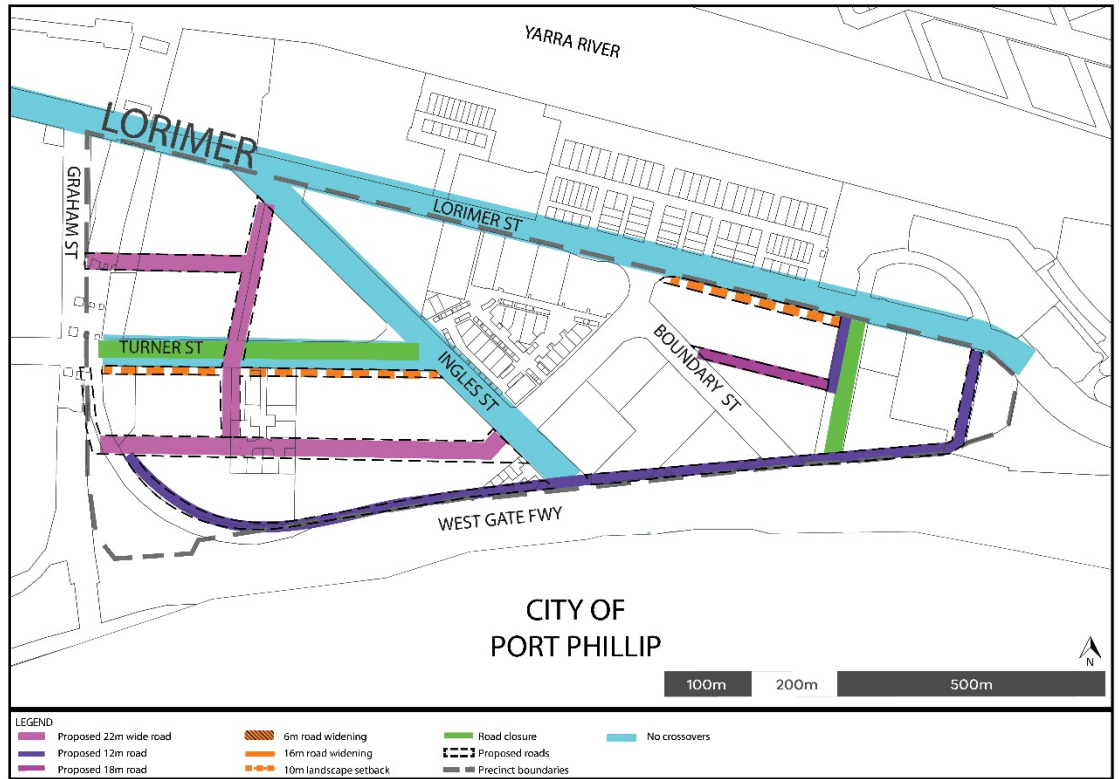 YARRA RIVER
LORIMER
GRAHAM ST
LORIMER ST
TURNER ST
INGLES ST
BOUNDARY ST
WEST GATE FWY
CITY OF
PORT PHILLIP
N
100m 200m 500m
LEGEND
Proposed 22m wide road
Proposed 12m road
Proposed 18m road
6m road widening
16m road widening
10m landscape setback
Road closure
Proposed roads
Precinct boundaries
No crossovers